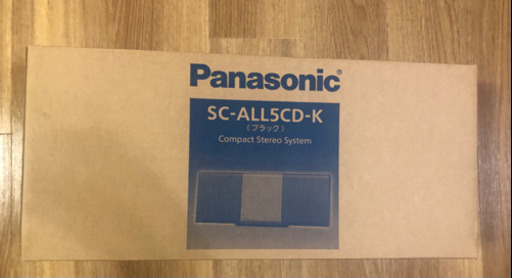 Panasonic®
SC-ALL5CD-K
(ブラック)
Compact Stereo System